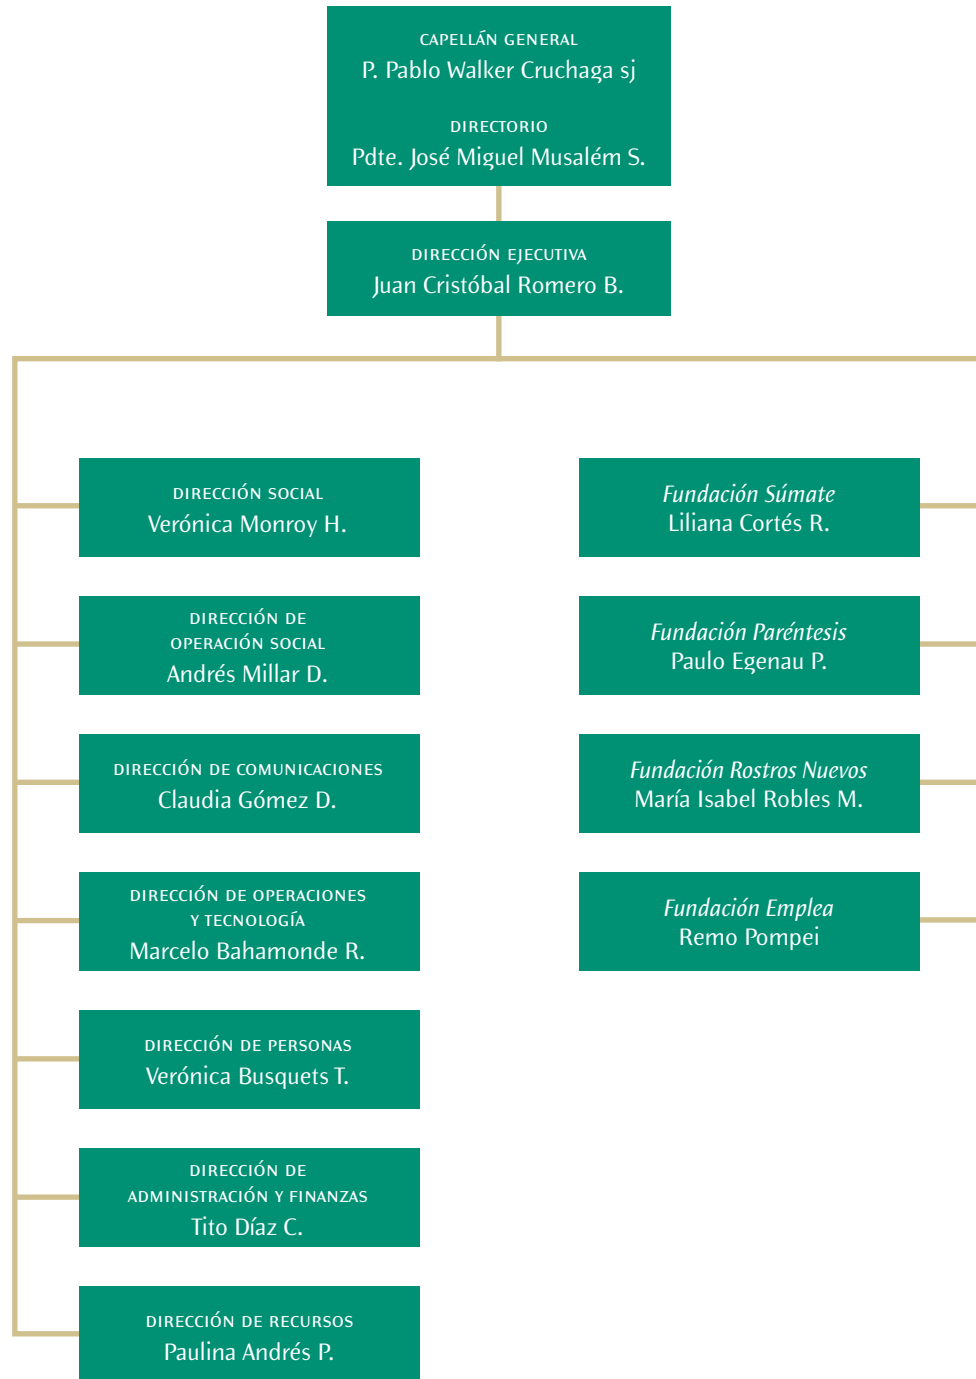 CAPELLÁN GENERAL
P. Pablo Walker Cruchaga sj
DIRECTORIO
Pdte. José Miguel Musalém S.
DIRECCIÓN EJECUTIVA
Juan Cristóbal Romero B.
DIRECCIÓN SOCIAL
Verónica Monroy H.
DIRECCIÓN DE
OPERACIÓN SOCIAL
Andrés Millar D.
DIRECCIÓN DE COMUNICACIONES
Claudia Gómez D.
DIRECCIÓN DE OPERACIONES
Y TECNOLOGÍA
Marcelo Bahamonde R.
DIRECCIÓN DE PERSONAS
Verónica Busquets T.
DIRECCIÓN DE
ADMINISTRACIÓN Y FINANZAS
Tito Díaz C.
DIRECCIÓN DE RECURSOS
Paulina Andrés P.
Fundación Súmate
Liliana Cortés R.
Fundación Paréntesis
Paulo Egenau P.
Fundación Rostros Nuevos
María Isabel Robles M.
Fundación Emplea
Remo Pompei